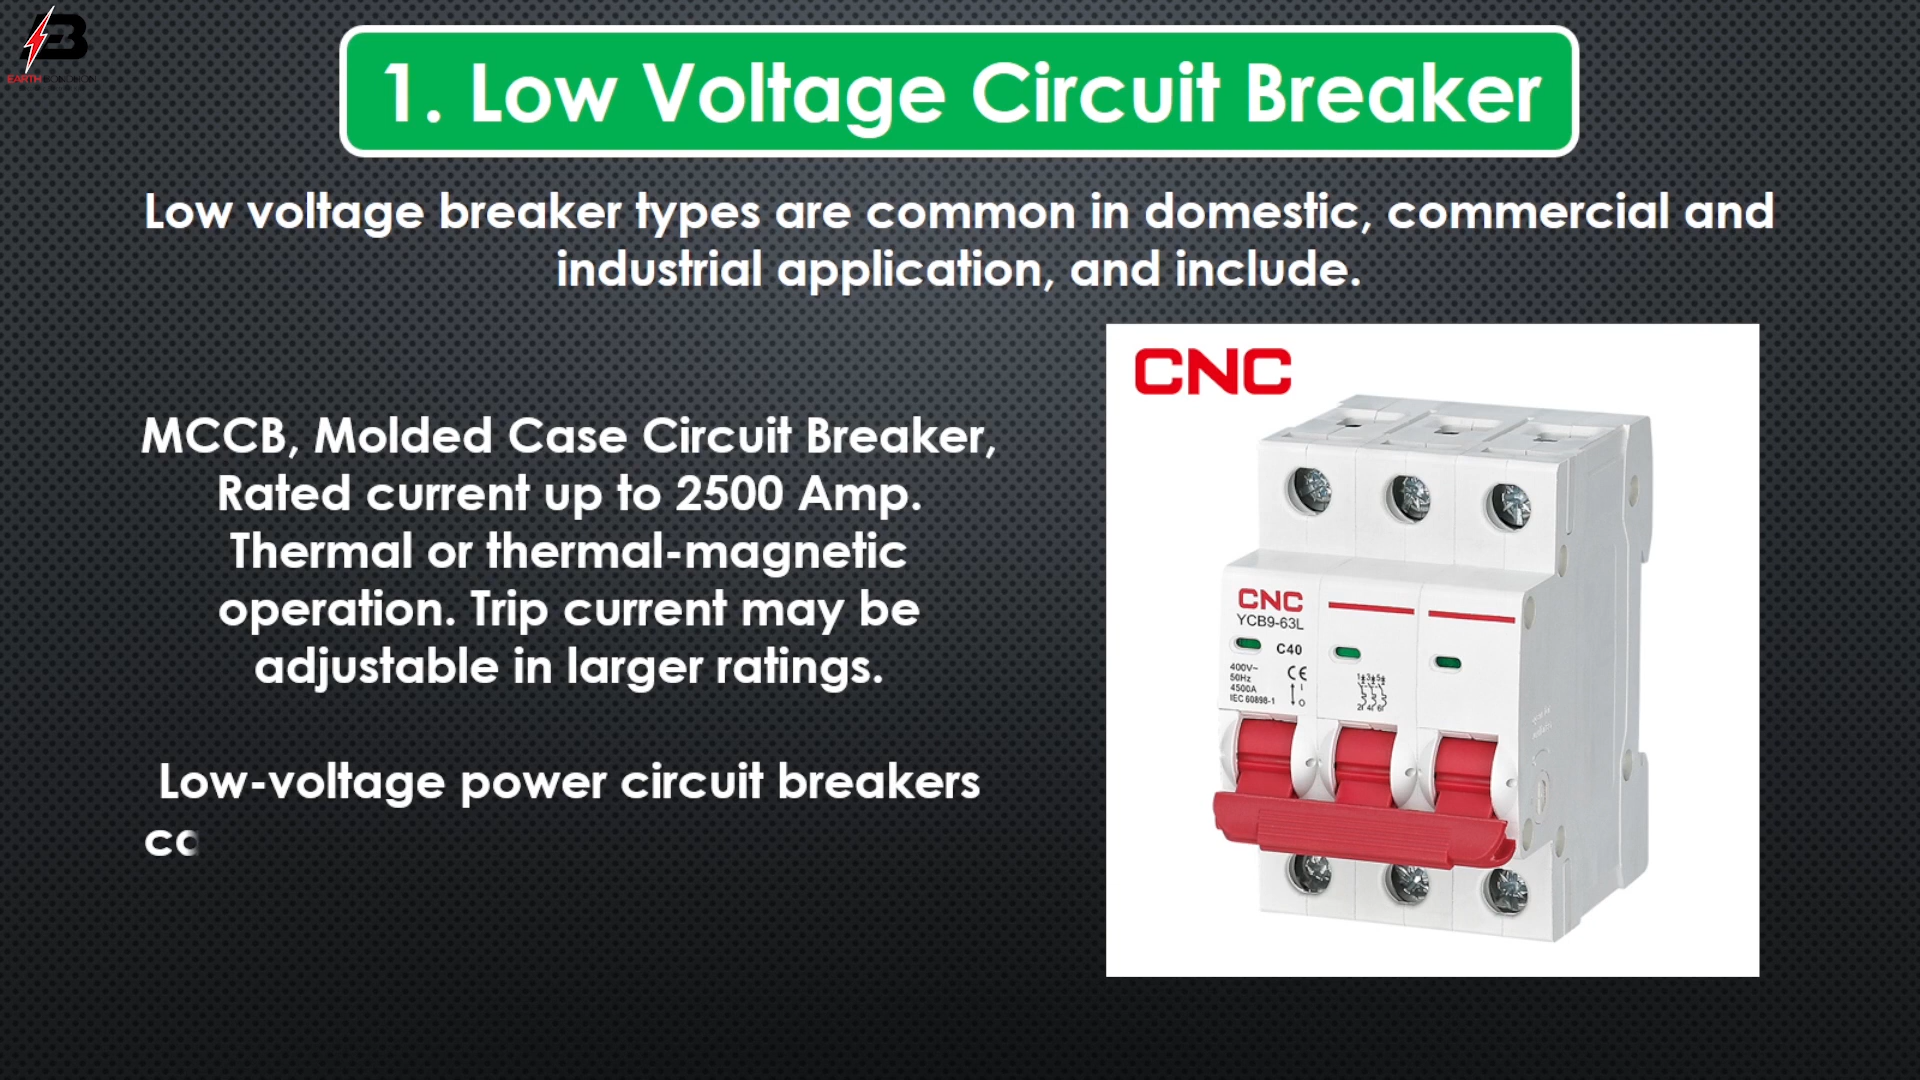 EARTH
1. Low Voltage Circuit Breaker
Low voltage breaker types are common in domestic, commercial and
industrial application, and include.
MCCB, Molded Case Circuit Breaker,
Rated current up to 2500 Amp.
Thermal or thermal-magnetic
operation. Trip current may be
adjustable in larger ratings.
Low-voltage power circuit breakers
CNC
CNC
YCB9-63L
C40
400V~
50Hz
4500A
IEC 60898-1
CE